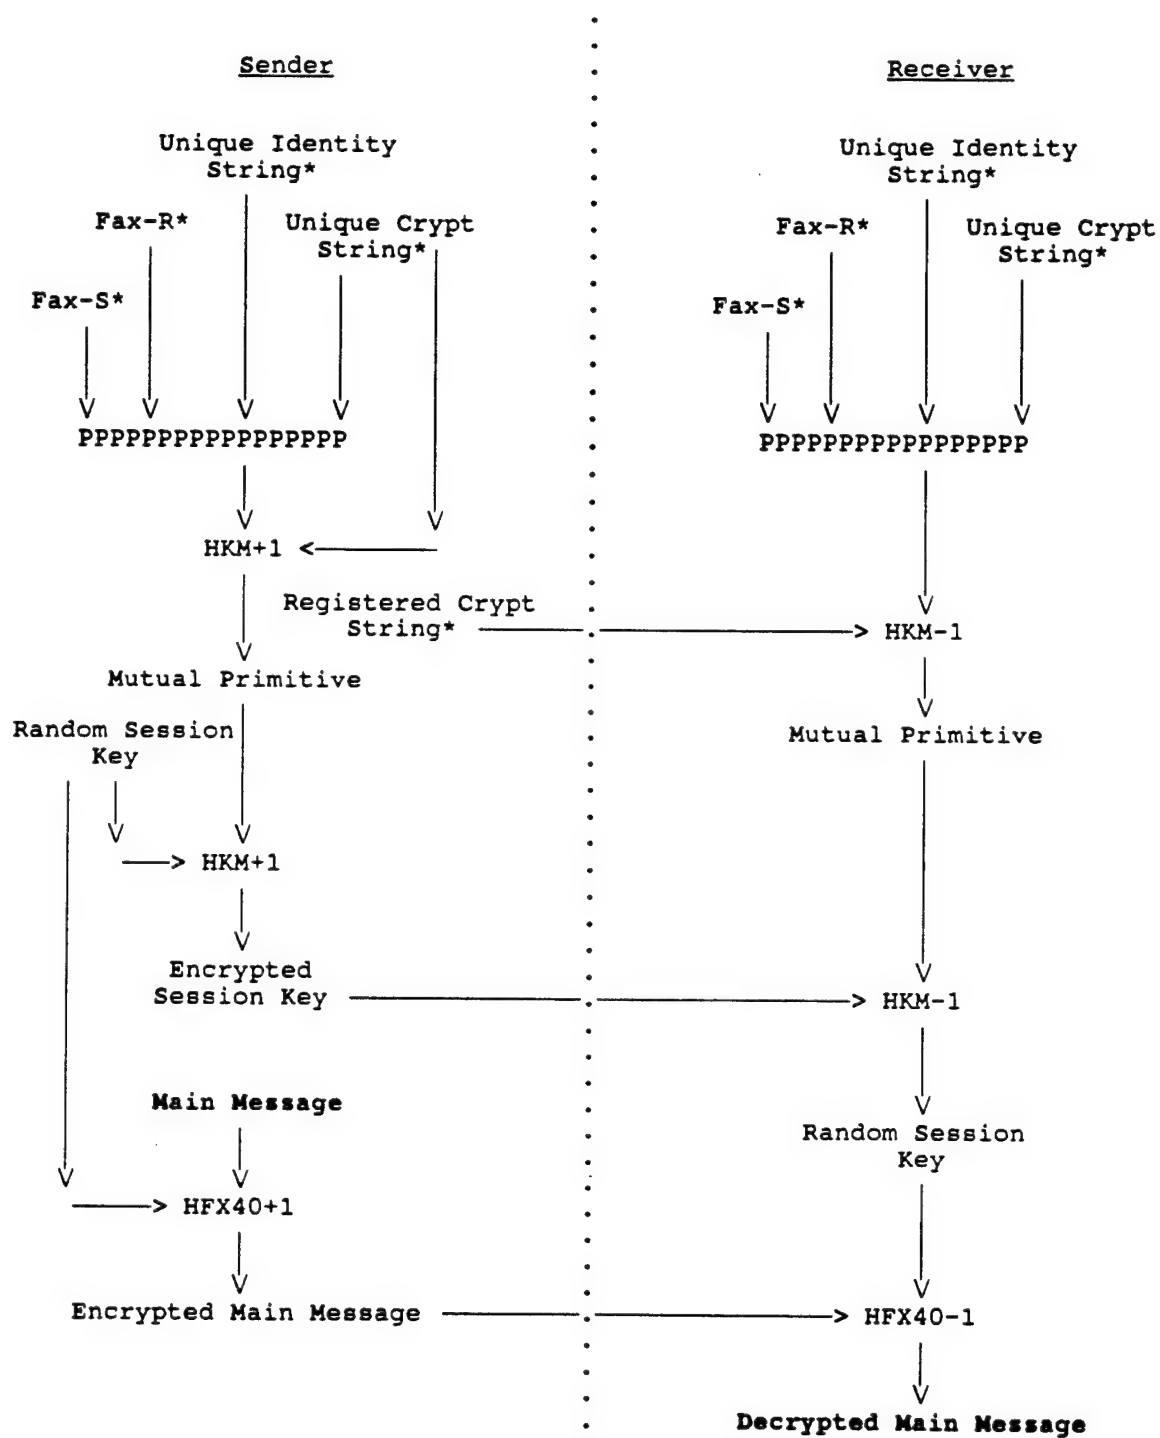 Sender
Unique Identity
String*
Fax-R*
Unique Crypt
String*
Fax-S*
PPPPPPPPPPPPPPPPP
HKM+1 <
Registered Crypt
String*
Mutual Primitive
Random Session
Key
> HKM+1
Encrypted
Session Key
Main Message
> HFX40+1
Encrypted Main Message
Receiver
Unique Identity
String*
Fax-R*
Unique Crypt
String*
Fax-S*
PPPPPPPPPPPPPPPPP
> HKM-1
Mutual Primitive
> HKM-1
Random Session
Key
> HFX40-1
Decrypted Main Message